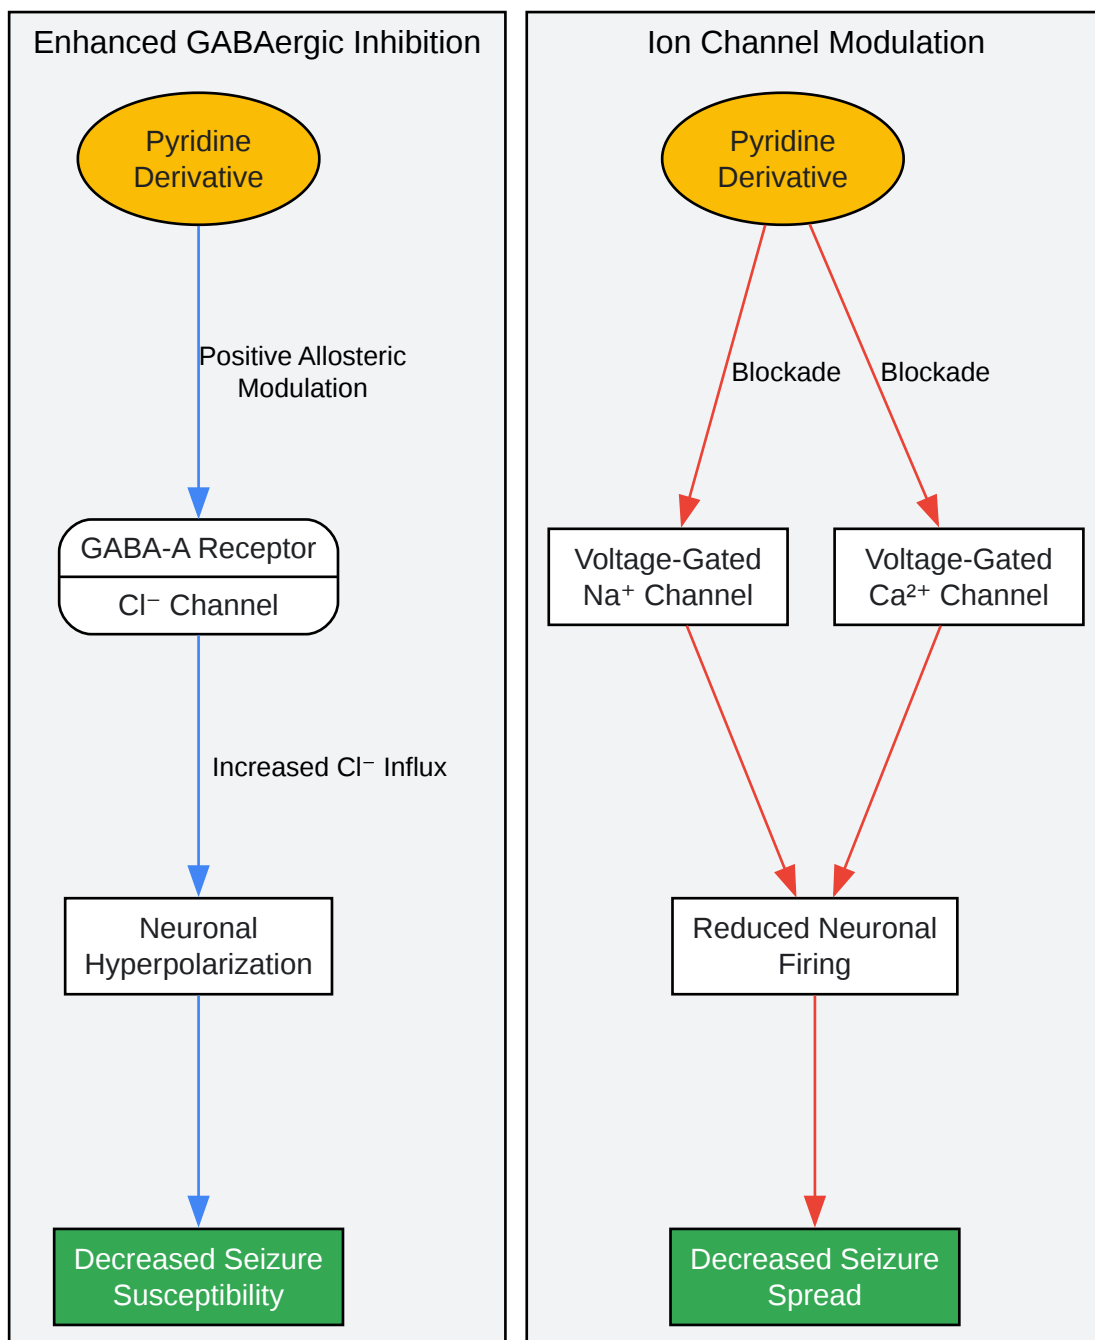 Enhanced GABAergic Inhibition
Pyridine
Derivative
Positive Allosteric
Modulation
GABA-A Receptor
Cl⁻ Channel
Increased Cl⁻ Influx
Neuronal
Hyperpolarization
Decreased Seizure
Susceptibility
Ion Channel Modulation
Pyridine
Derivative
Blockade
Blockade
Voltage-Gated
Na⁺ Channel
Voltage-Gated
Ca²⁺ Channel
Reduced Neuronal
Firing
Decreased Seizure
Spread